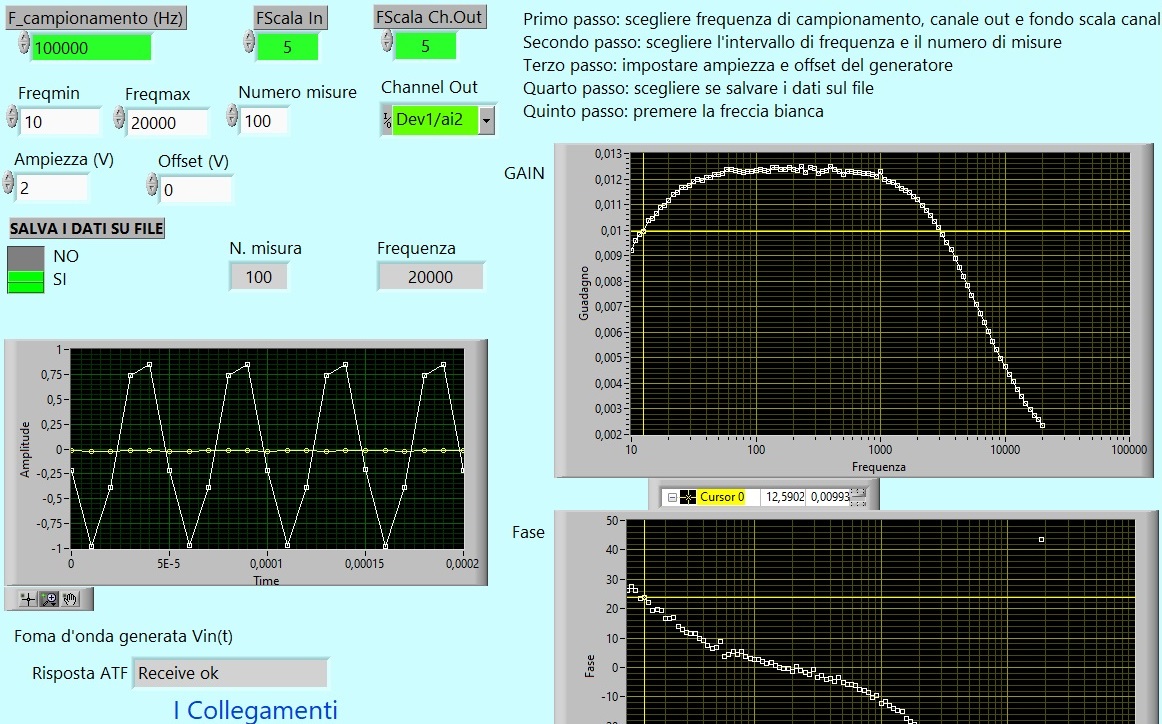 F_campionamento (Hz)
100000
FScala In
5
FScala Ch.Out
5
Primo passo: scegliere frequenza di campionamento, canale out e fondo scala canal
Secondo passo: scegliere l'intervallo di frequenza e il numero di misure
Terzo passo: impostare ampiezza e offset del generatore
Quarto passo: scegliere se salvare i dati sul file
Quinto passo: premere la freccia bianca
Freqmin
10
Freqmax
20000
Numero misure
100
Channel Out
Dev1/ai2
Ampiezza (V)
2
Offset (V)
0
SALVA I DATI SU FILE
NO
SI
N. misura
100
Frequenza
20000
GAIN
Guadagno
0,013
0,012
0,011
0,01
0,009
0,008
0,007
0,006
0,005
0,004
0,003
0,002
10
100
1000
10000
100000
Frequenza
Cursor 0
12,5902
0,00993
Amplitude
1
0,75
0,5
0,25
0
-0,25
-0,5
-0,75
-1
0
5E-5
0,0001
0,00015
0,0002
Time
Fase
Fase
50
40
30
20
10
0
-10
Foma d'onda generata Vin(t)
Risposta ATF
Receive ok
I Collegamenti